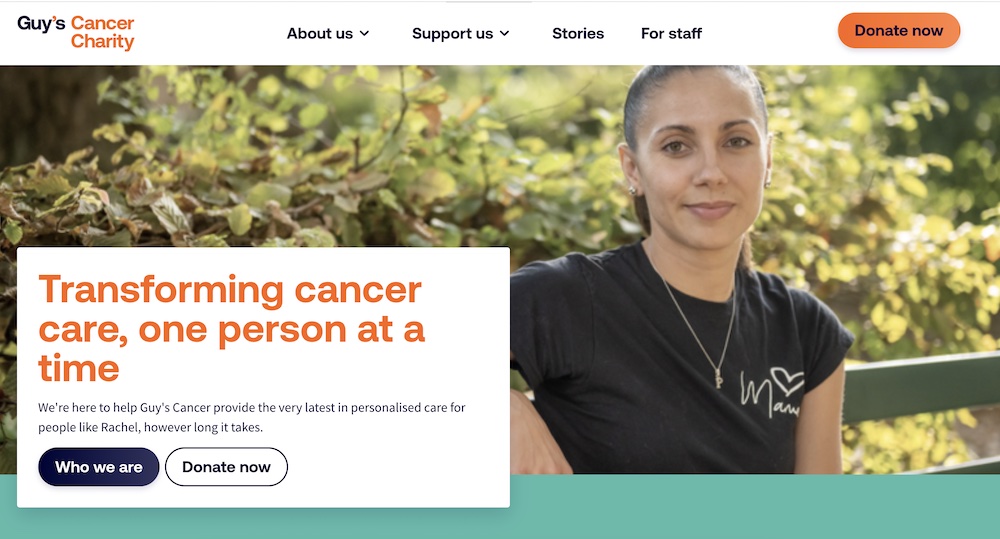 Guy's Cancer
Charity
About us
Support us
Stories
For staff
Donate now
Transforming cancer
care, one person at a
time
We're here to help Guy's Cancer provide the very latest in personalised care for
people like Rachel, however long it takes.
Who we are
Donate now
P
Mama